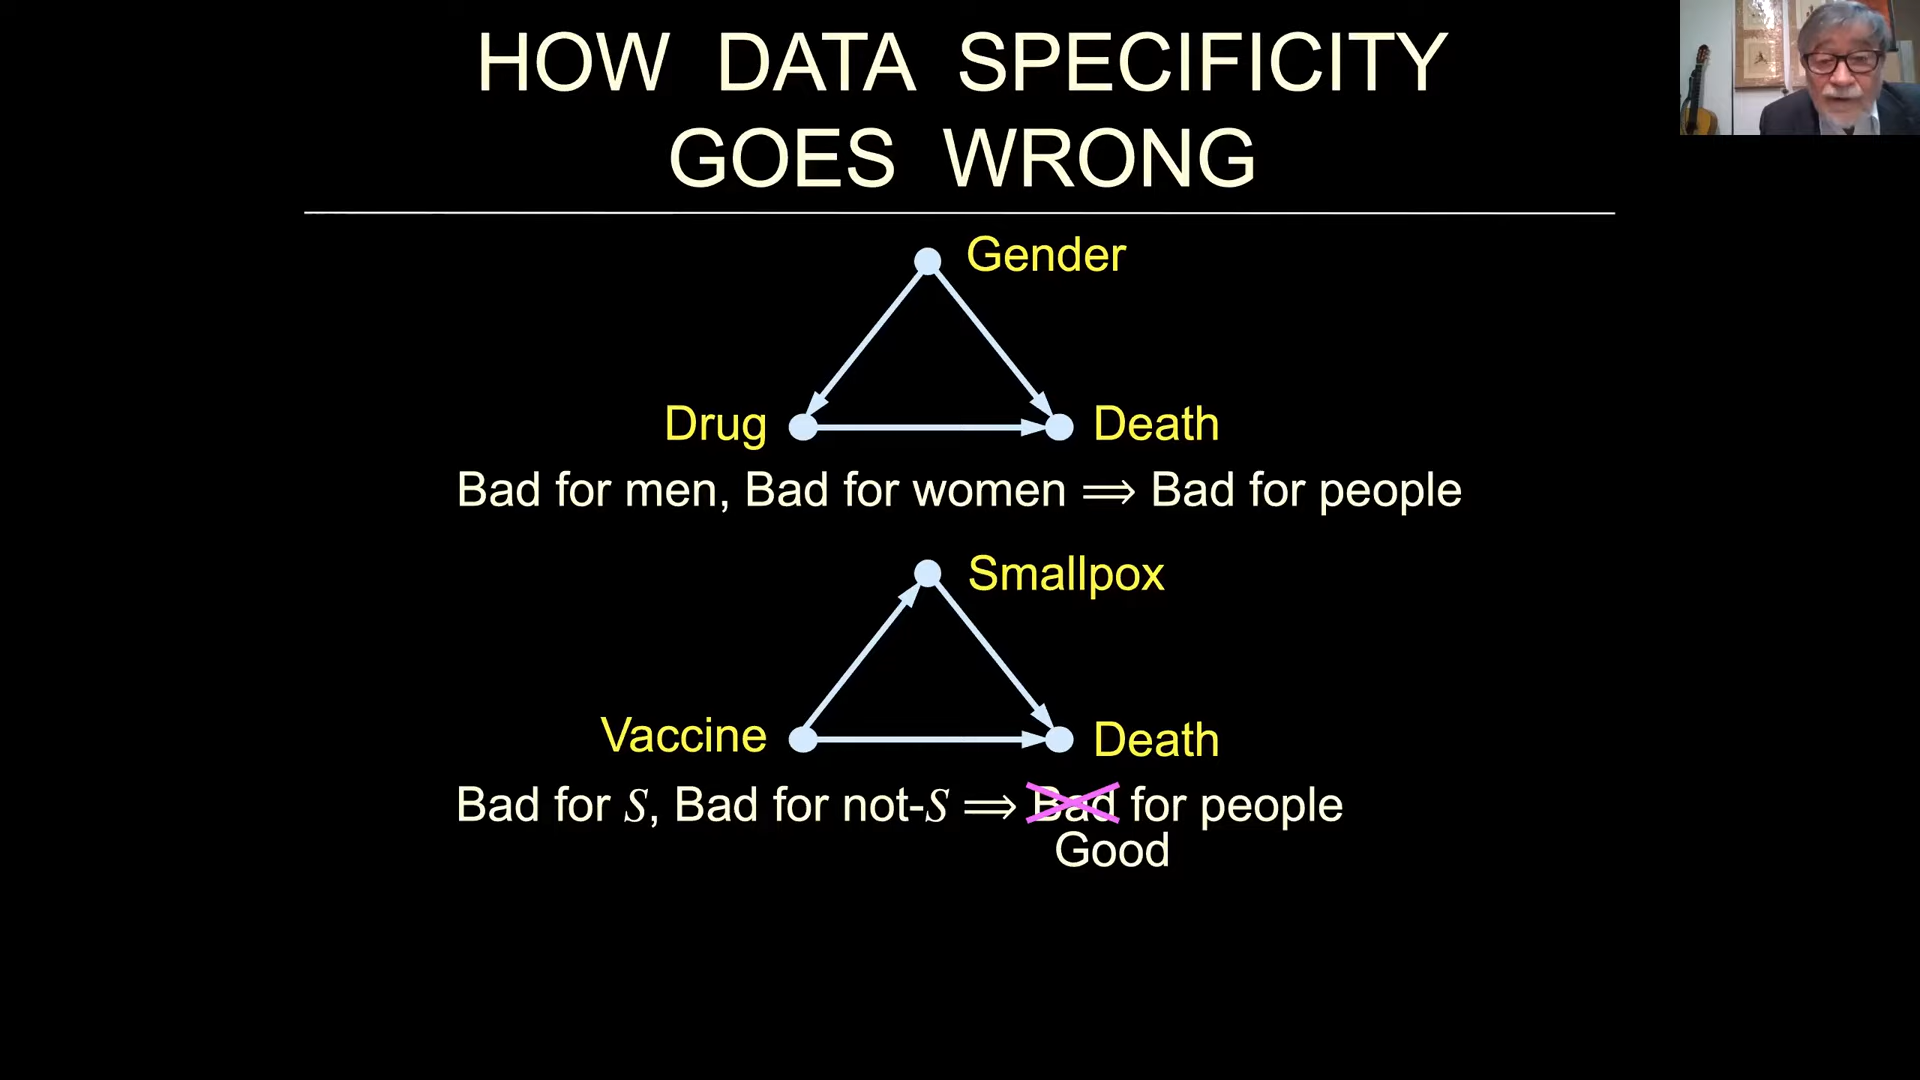 HOW DATA SPECIFICITY
GOES WRONG
Gender
Drug
Death
Bad for men, Bad for women ⟹ Bad for people
Smallpox
Vaccine
Death
Bad for S, Bad for not-S ⟹ Bad for people
Good